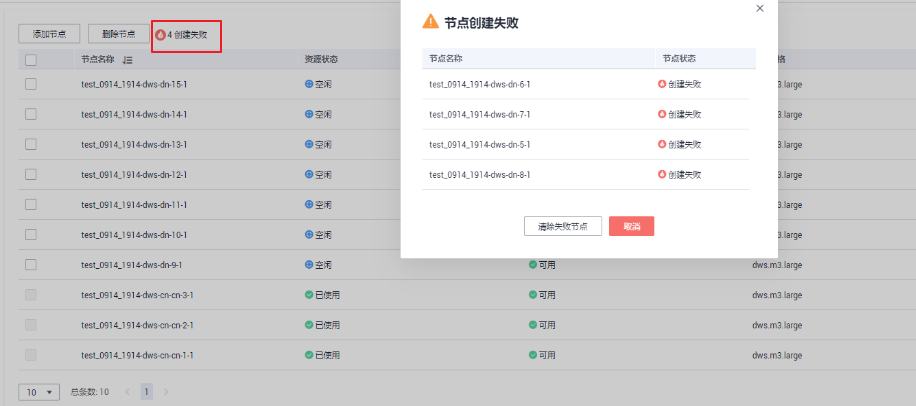 添加节点 删除节点 4 创建失败
节点名称 资源状态 格
test_0914_1914-dws-dn-15-1 空闲 m3.large
test_0914_1914-dws-dn-14-1 空闲 m3.large
test_0914_1914-dws-dn-13-1 空闲 m3.large
test_0914_1914-dws-dn-12-1 空闲 m3.large
test_0914_1914-dws-dn-11-1 空闲 m3.large
test_0914_1914-dws-dn-10-1 空闲 m3.large
test_0914_1914-dws-dn-9-1 空闲 可用 dws.m3.large
test_0914_1914-dws-cn-cn-3-1 已使用 可用 dws.m3.large
test_0914_1914-dws-cn-cn-2-1 已使用 可用 dws.m3.large
test_0914_1914-dws-cn-cn-1-1 已使用 可用 dws.m3.large
10 总条数: 10 1
节点创建失败
节点名称 节点状态
test_0914_1914-dws-dn-6-1 创建失败
test_0914_1914-dws-dn-7-1 创建失败
test_0914_1914-dws-dn-5-1 创建失败
test_0914_1914-dws-dn-8-1 创建失败
清除失败节点 取消